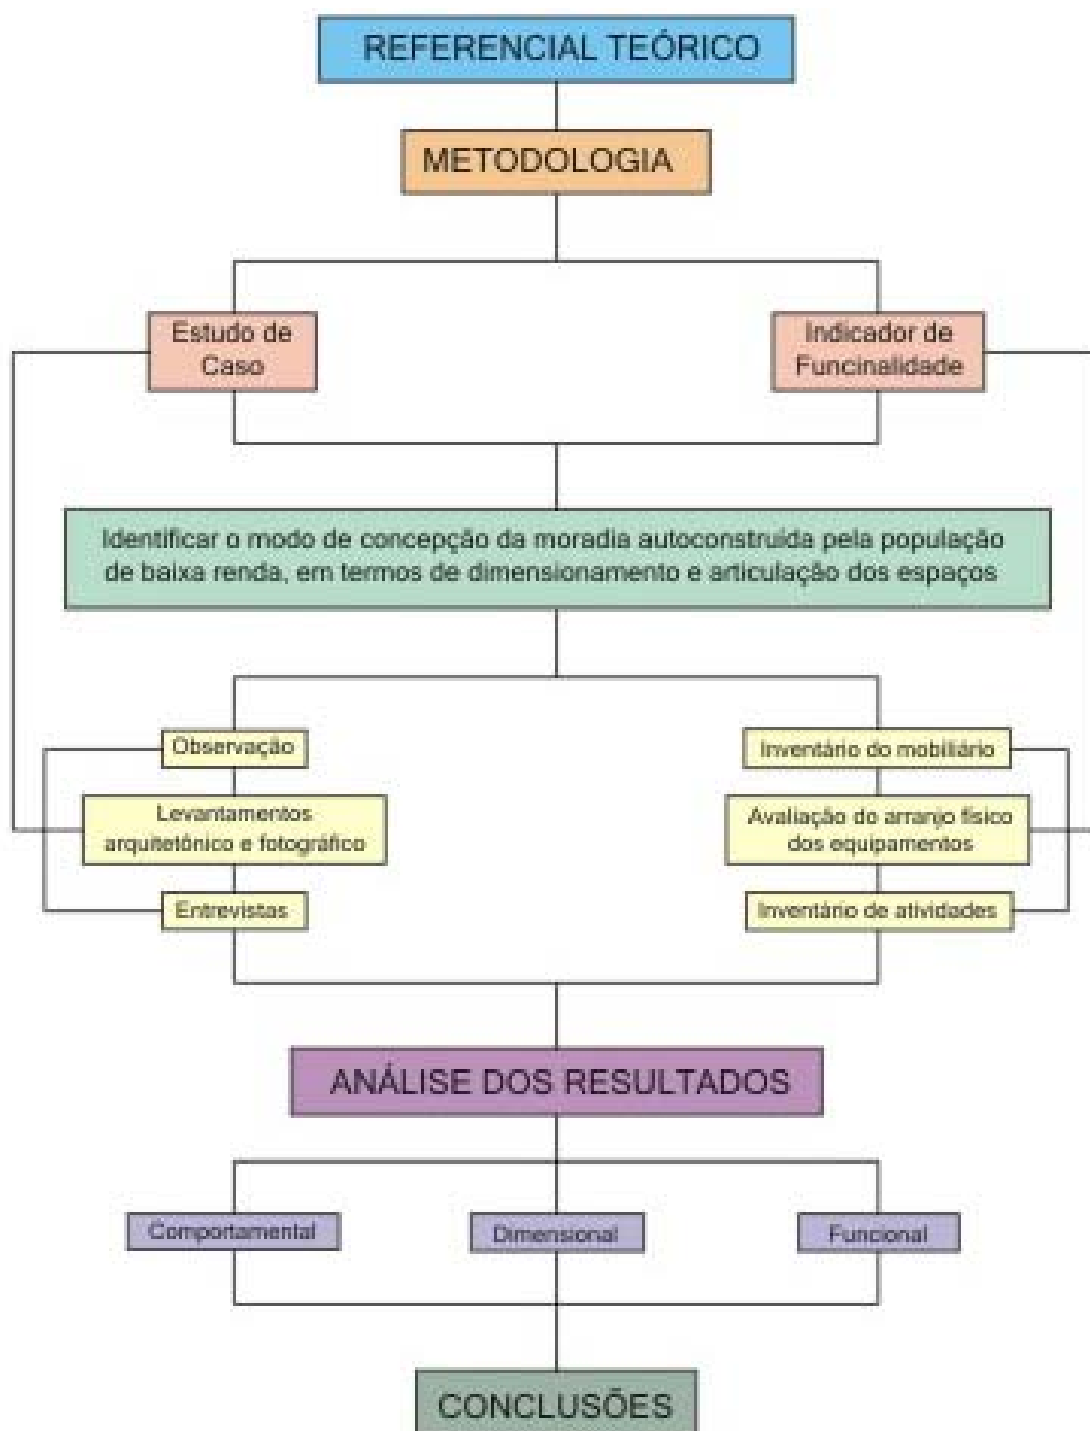 REFERENCIAL TEÓRICO
METODOLOGIA
Estudo de
Caso
Indicador de
Funcinalidade
Identificar o modo de concepção da moradia autoconstruída pela população
de baixa renda, em termos de dimensionamento e articulação dos espaços
Observação
Levantamentos
arquitetônico e fotográfico
Entrevistas
Inventário do mobiliário
Avaliação do arranjo físico
dos equipamentos
Inventário de atividades
ANÁLISE DOS RESULTADOS
Comportamental
Dimensional
Funcional
CONCLUSÕES